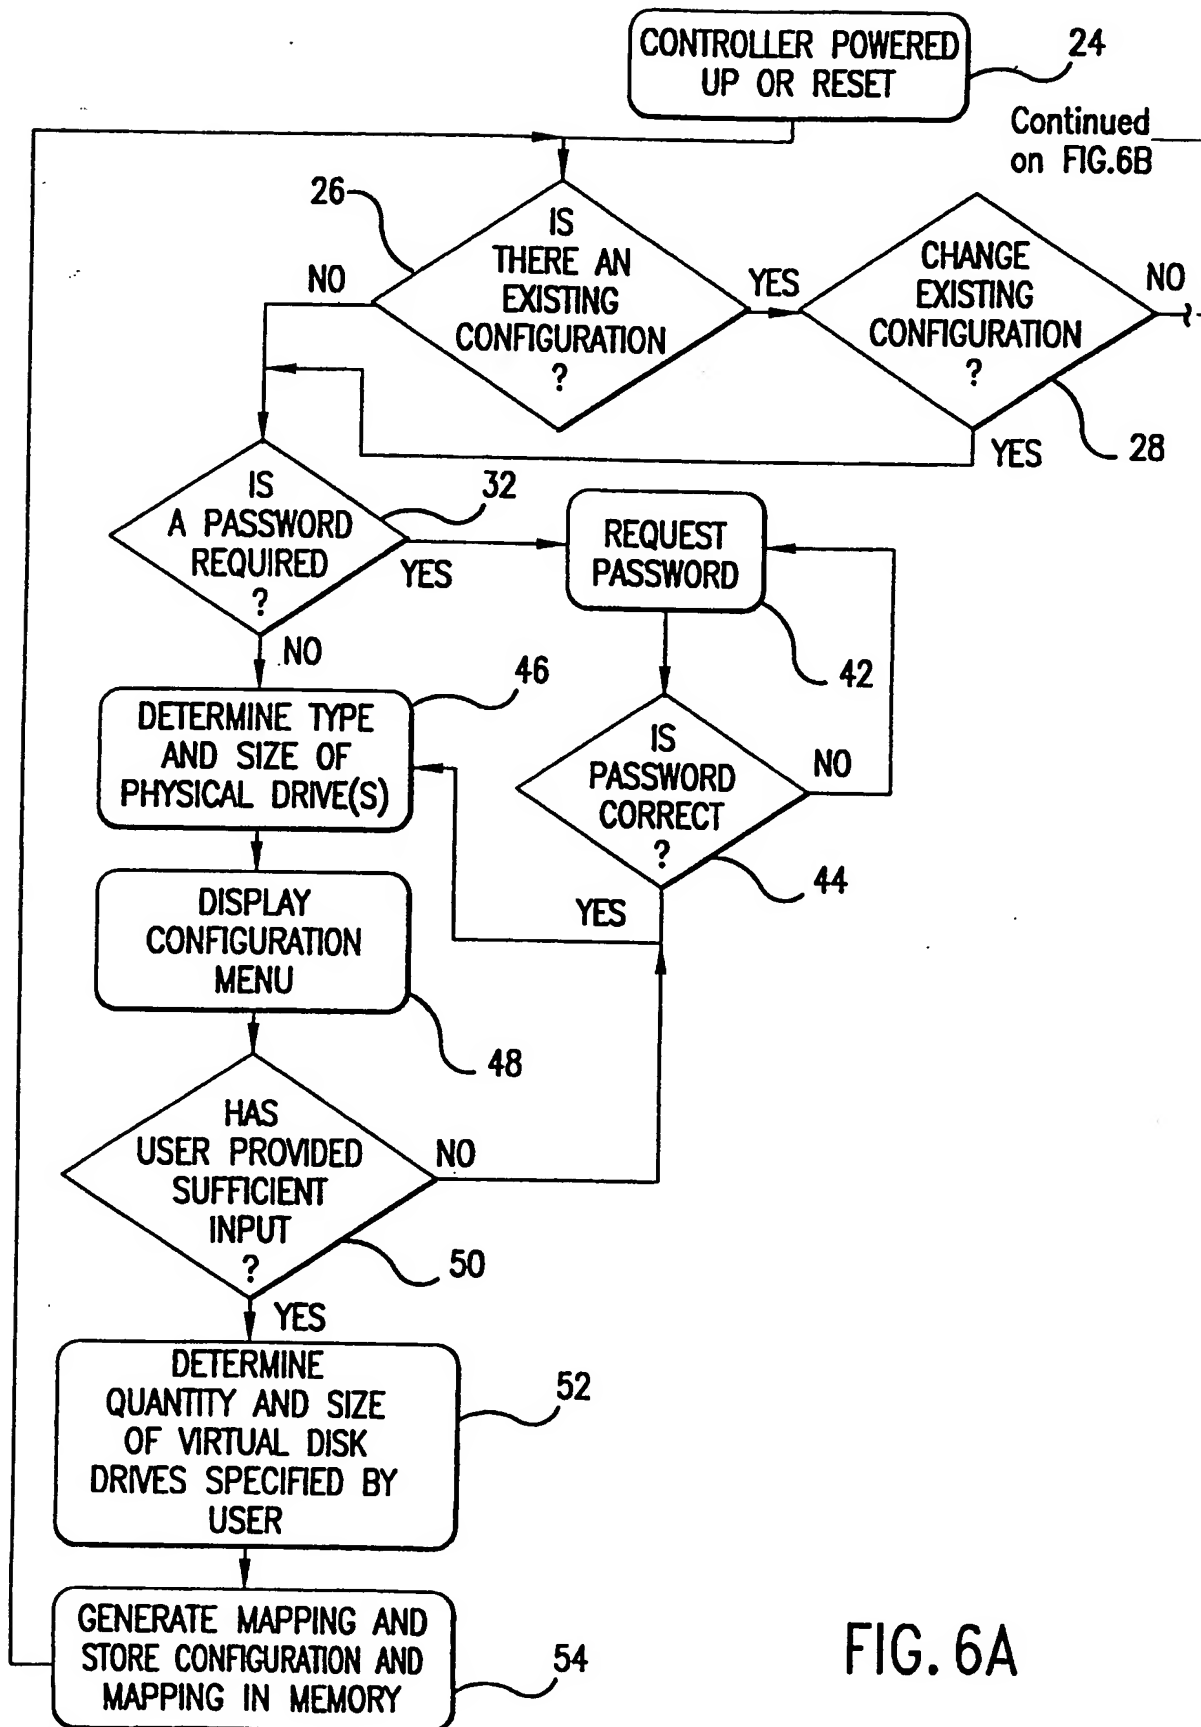 CONTROLLER POWERED
UP OR RESET
24
Continued
on FIG.6B
26
IS
THERE AN
EXISTING
CONFIGURATION
?
NO
YES
CHANGE
EXISTING
CONFIGURATION
?
NO
YES
28
IS
A PASSWORD
REQUIRED
?
32
YES
NO
REQUEST
PASSWORD
42
46
DETERMINE TYPE
AND SIZE OF
PHYSICAL DRIVE(S)
IS
PASSWORD
CORRECT
?
NO
44
YES
DISPLAY
CONFIGURATION
MENU
48
HAS
USER PROVIDED
SUFFICIENT
INPUT
?
NO
50
YES
DETERMINE
QUANTITY AND SIZE
OF VIRTUAL DISK
DRIVES SPECIFIED BY
USER
52
GENERATE MAPPING AND
STORE CONFIGURATION AND
MAPPING IN MEMORY
54
FIG. 6A